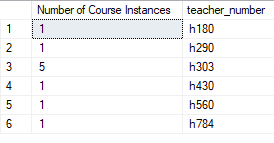 Number of Course Instances teacher_number
1 1 h180
2 1 h290
3 5 h303
4 1 h430
5 1 h560
6 1 h784